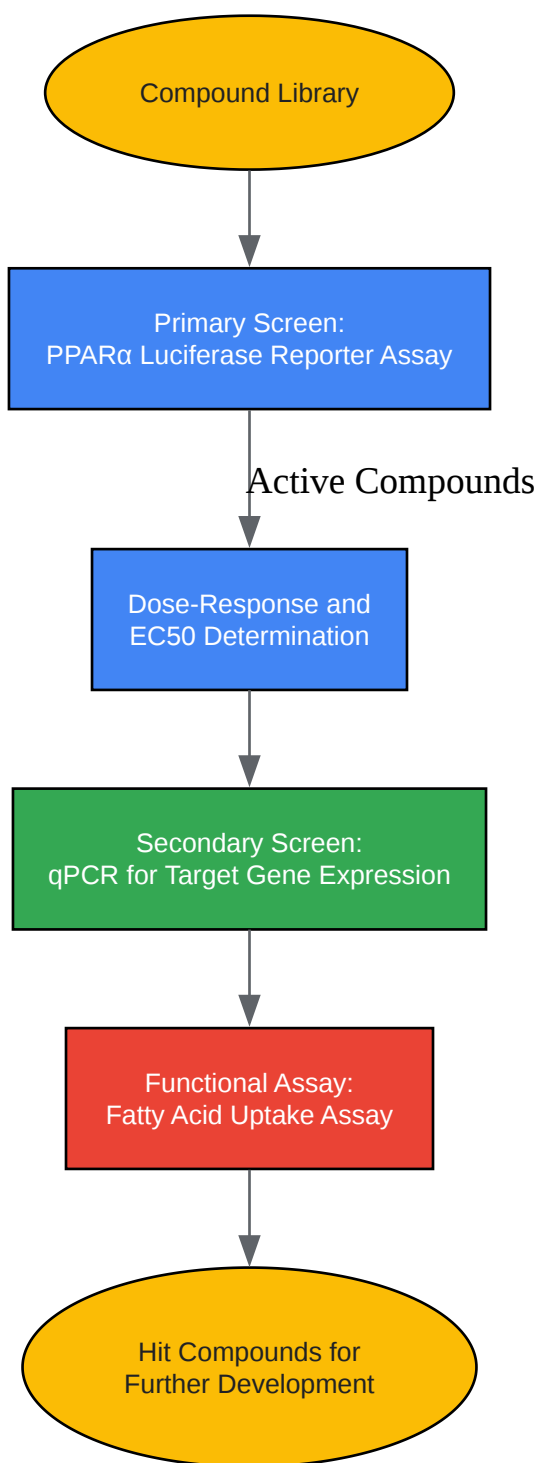 Compound Library
Primary Screen:
PPARα Luciferase Reporter Assay
Active Compounds
Dose-Response and
EC50 Determination
Secondary Screen:
qPCR for Target Gene Expression
Functional Assay:
Fatty Acid Uptake Assay
Hit Compounds for
Further Development